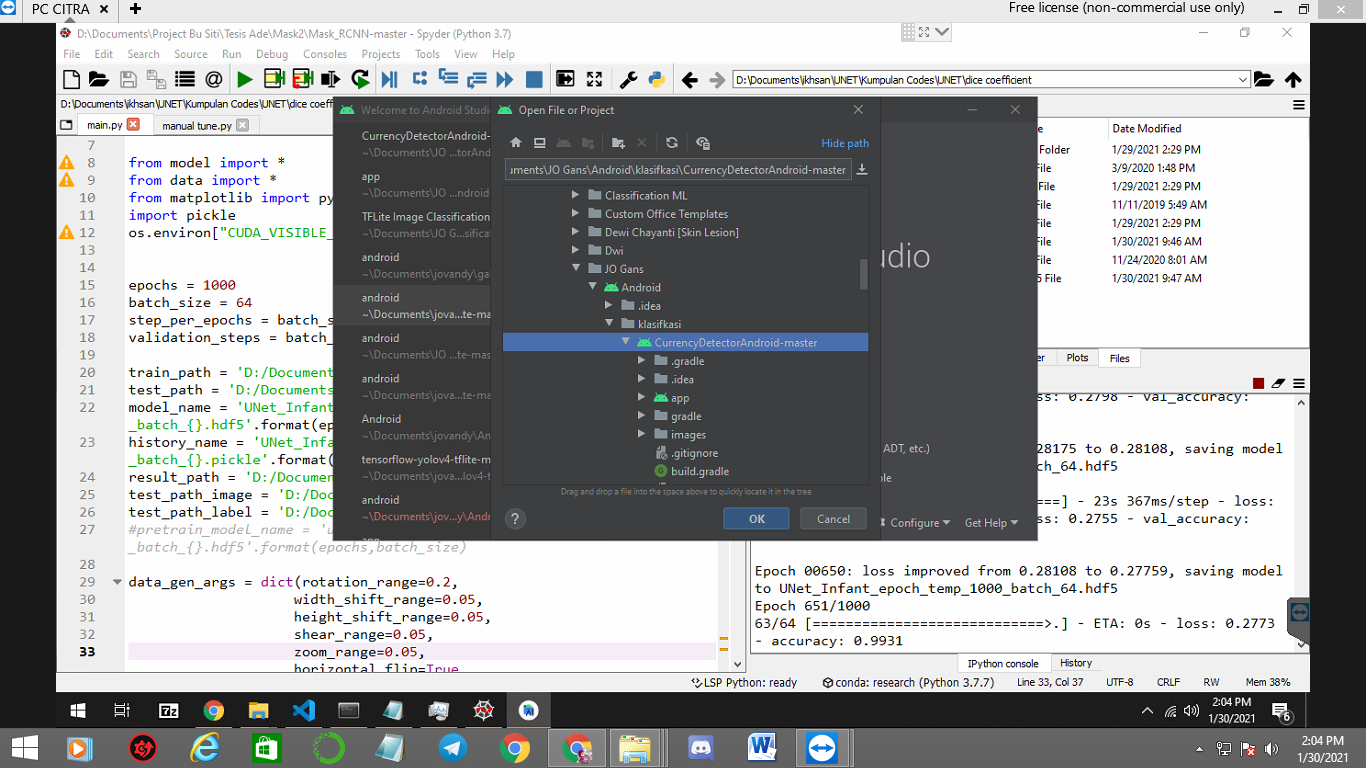 PC CITRA
Free license (non-commercial use only)
D:\Documents\Project Bu Siti\Tesis Ade\Mask2\Mask_RCNN-master - Spyder (Python 3.7)
File Edit Search Source Run Debug Consoles Projects Tools View Help
D:\Documents\Ikhsan\UNET\Kumpulan Codes\UNET\dice coefficient
D:\Documents\Ikhsan\UNET\Kumpulan Codes\UNET\dice coeffi
main.py
manual tune.py
7
8 from model import *
9 from data import *
10 from matplotlib import py
11 import pickle
12 os.environ["CUDA_VISIBLE_
13
14
15 epochs = 1000
16 batch_size = 64
17 step_per_epochs = batch_s
18 validation_steps = batch_
19
20 train_path = 'D:/Document
21 test_path = 'D:/Documents
22 model_name = 'UNet_Infant
_batch_{}.hdf5'.format(ep
23 history_name = 'UNet_Infa
_batch_{}.pickle'.format(
24 result_path = 'D:/Documen
25 test_path_image = 'D:/Doc
26 test_path_label = 'D:/Doc
27 #pretrain_model_name = 'u
_batch_{}.hdf5'.format(epochs,batch_size)
28
29 data_gen_args = dict(rotation_range=0.2,
30 width_shift_range=0.05,
31 height_shift_range=0.05,
32 shear_range=0.05,
33 zoom_range=0.05,
horizontal_flip=True
Welcome to Android Studi
CurrencyDetectorAndroid-
~\Documents\JO ...torAnd
app
~\Documents\JO ...ndroid
TFLite Image Classification
~\Documents\JO G...sificat
android
~\Documents\jovandy\ga
android
~\Documents\jova...te-ma
android
~\Documents\JO ...te-mas
android
~\Documents\jova...te-ma
Android
~\Documents\jovandy\An
tensorflow-yolov4-tflite-m
~\Documents\jova...lov4-t
android
~\Documents\jov...y\Andr
Open File or Project
Hide path
ıments\JO Gans\Android\klasifkasi\CurrencyDetectorAndroid-master
Classification ML
Custom Office Templates
Dewi Chayanti [Skin Lesion]
Dwi
JO Gans
Android
.idea
klasifkasi
CurrencyDetectorAndroid-master
.gradle
.idea
app
gradle
images
.gitignore
build.gradle
Drag and drop a file into the space above to quickly locate it in the tree
? OK Cancel
udio
ADT, etc.)
ple
Configure Get Help
e Date Modified
Folder 1/29/2021 2:29 PM
File 3/9/2020 1:48 PM
File 1/29/2021 2:29 PM
File 11/11/2019 5:49 AM
File 1/29/2021 2:29 PM
File 1/30/2021 9:46 AM
File 11/24/2020 8:01 AM
5 File 1/30/2021 9:47 AM
er Plots Files
ss: 0.2798 - val_accuracy:
.28175 to 0.28108, saving model
ch_64.hdf5
===] - 23s 367ms/step - loss:
ss: 0.2755 - val_accuracy:
Epoch 00650: loss improved from 0.28108 to 0.27759, saving model
to UNet_Infant_epoch_temp_1000_batch_64.hdf5
Epoch 651/1000
63/64 [============================>.] - ETA: 0s - loss: 0.2773
- accuracy: 0.9931
IPython console History
LSP Python: ready conda: research (Python 3.7.7) Line 33, Col 37 UTF-8 CRLF RW Mem 38%
7z
2:04 PM
1/30/2021
6
2:04 PM
1/30/2021